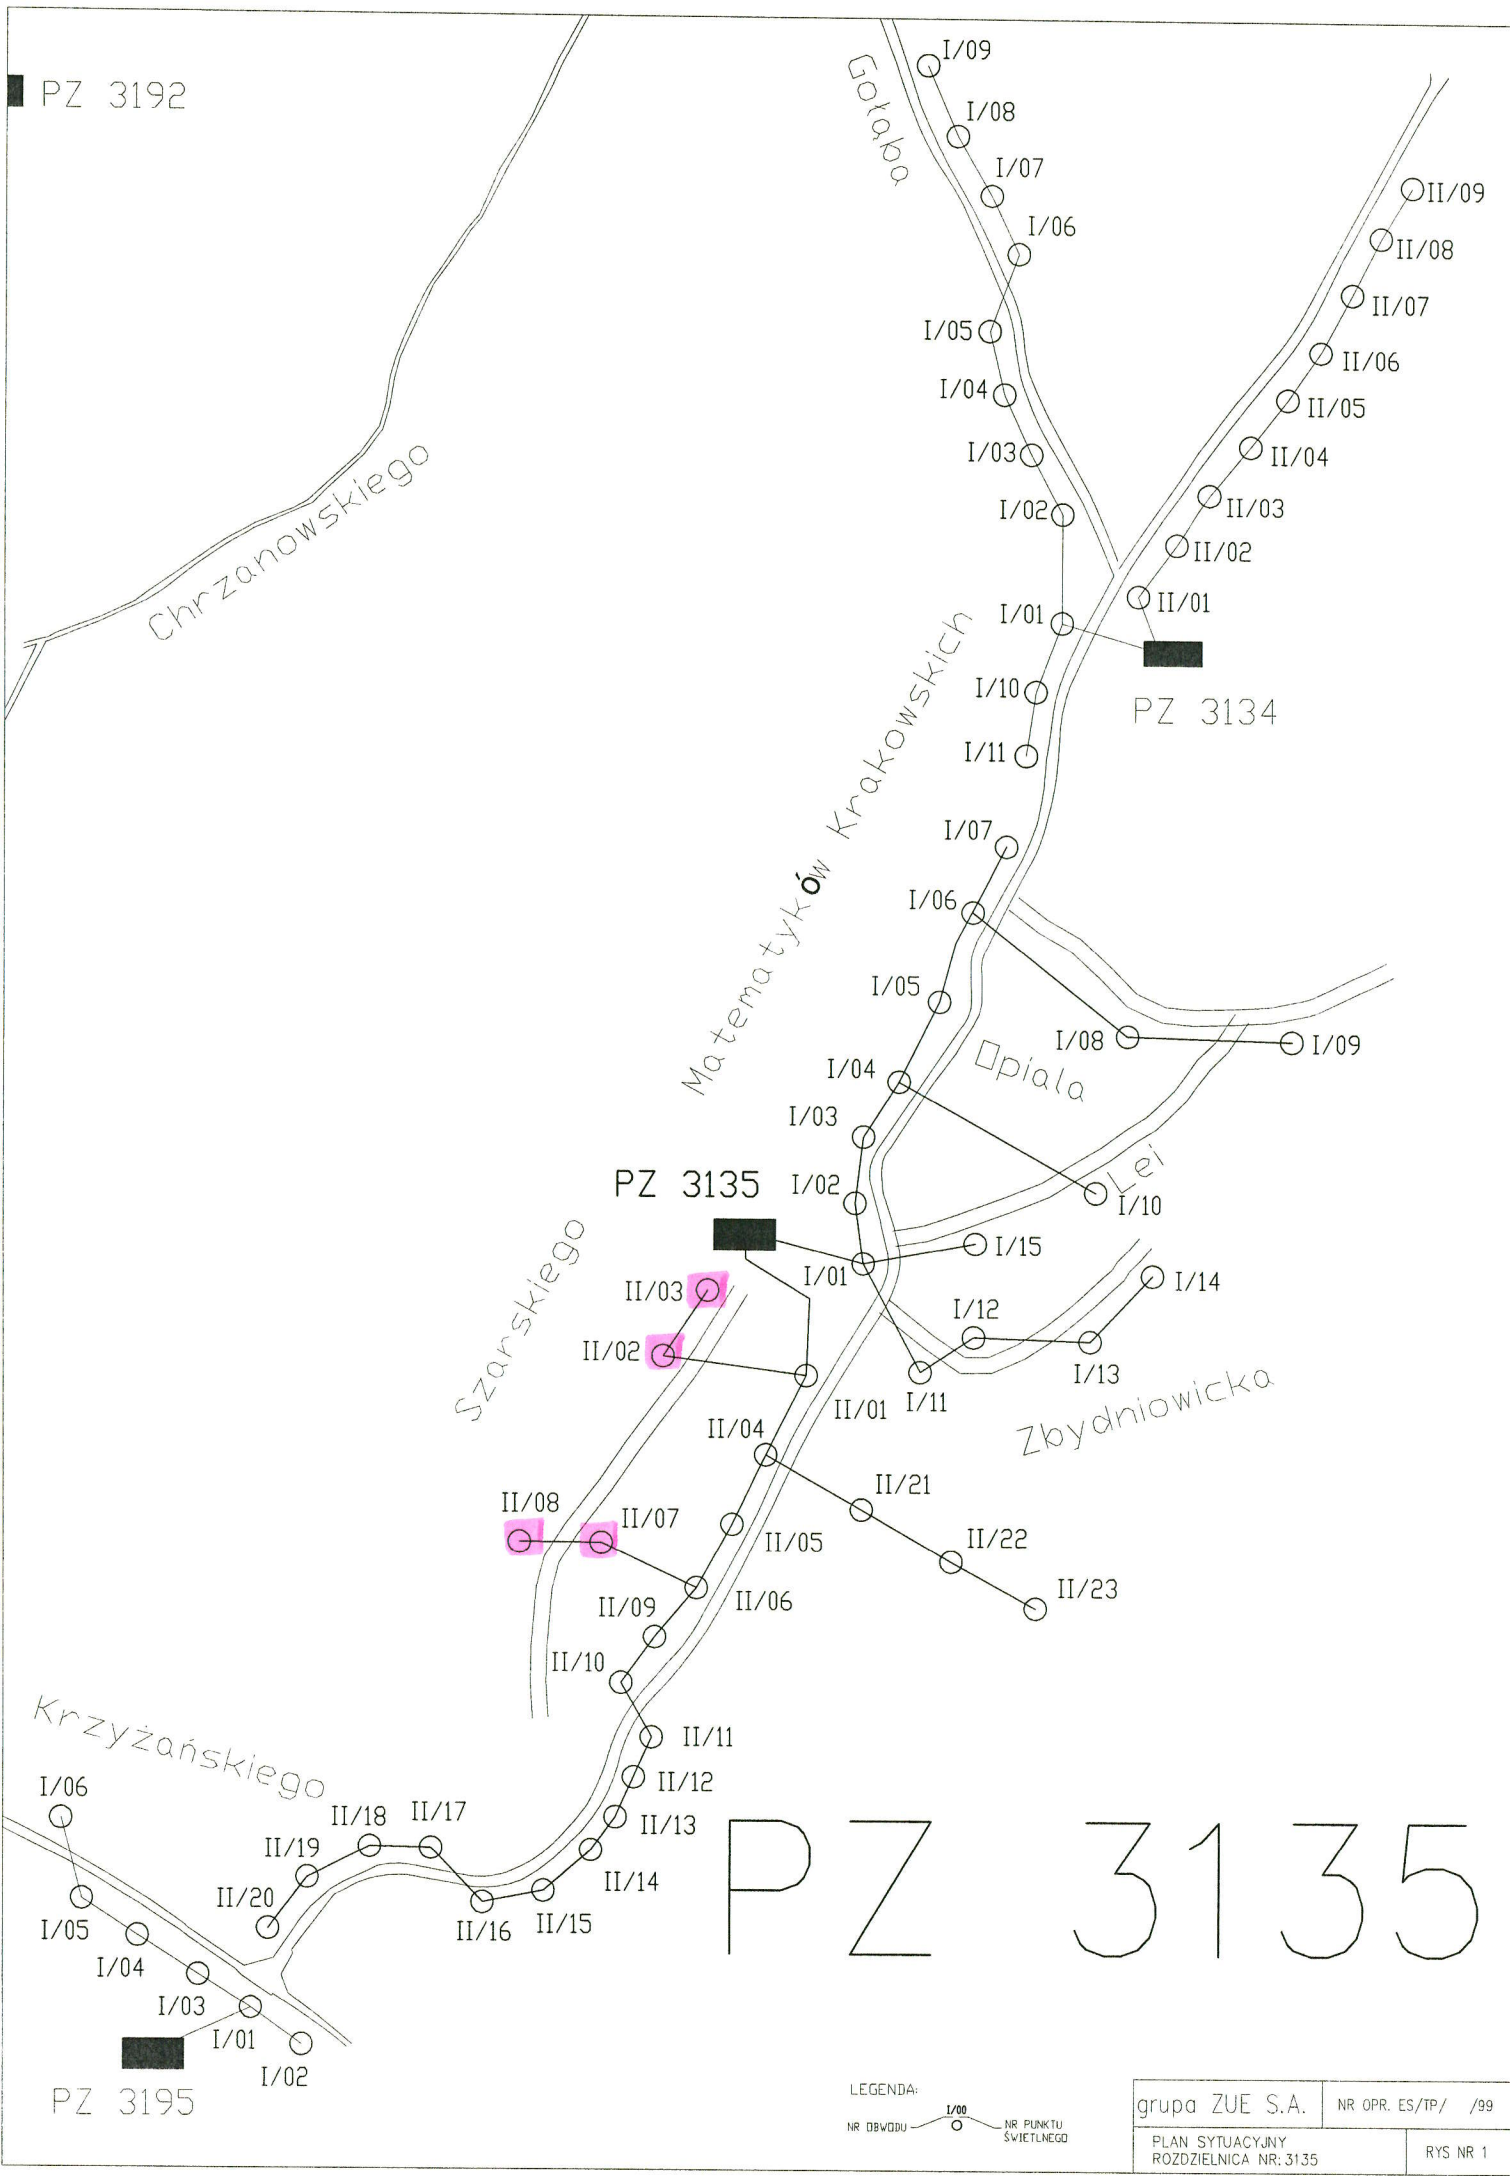 PZ 3192
Gołąba
I/09
I/08
I/07
I/06
I/05
I/04
I/03
I/02
I/01
I/10
I/11
II/09
II/08
II/07
II/06
II/05
II/04
II/03
II/02
II/01
PZ 3134
Chrzanowskiego
Matematyków Krakowskich
I/07
I/06
I/05
I/04
I/03
I/02
I/01
I/08
I/09
Opiala
Lei
I/10
I/15
I/14
I/12
I/13
I/11
Zbydniowicka
PZ 3135
Szarskiego
II/03
II/02
II/01
II/04
II/21
II/22
II/23
II/05
II/08
II/07
II/06
II/09
II/10
II/11
II/12
II/13
II/14
II/15
II/16
II/17
II/18
II/19
II/20
Krzyżańskiego
I/06
I/05
I/04
I/03
I/01
I/02
PZ 3195
PZ 3135
LEGENDA:
I/00
NR OBWODU
NR PUNKTU
ŚWIETLNEGO
grupa ZUE S.A.
NR OPR. ES/TP/ /99
PLAN SYTUACYJNY
ROZDZIELNICA NR: 3135
RYS NR 1